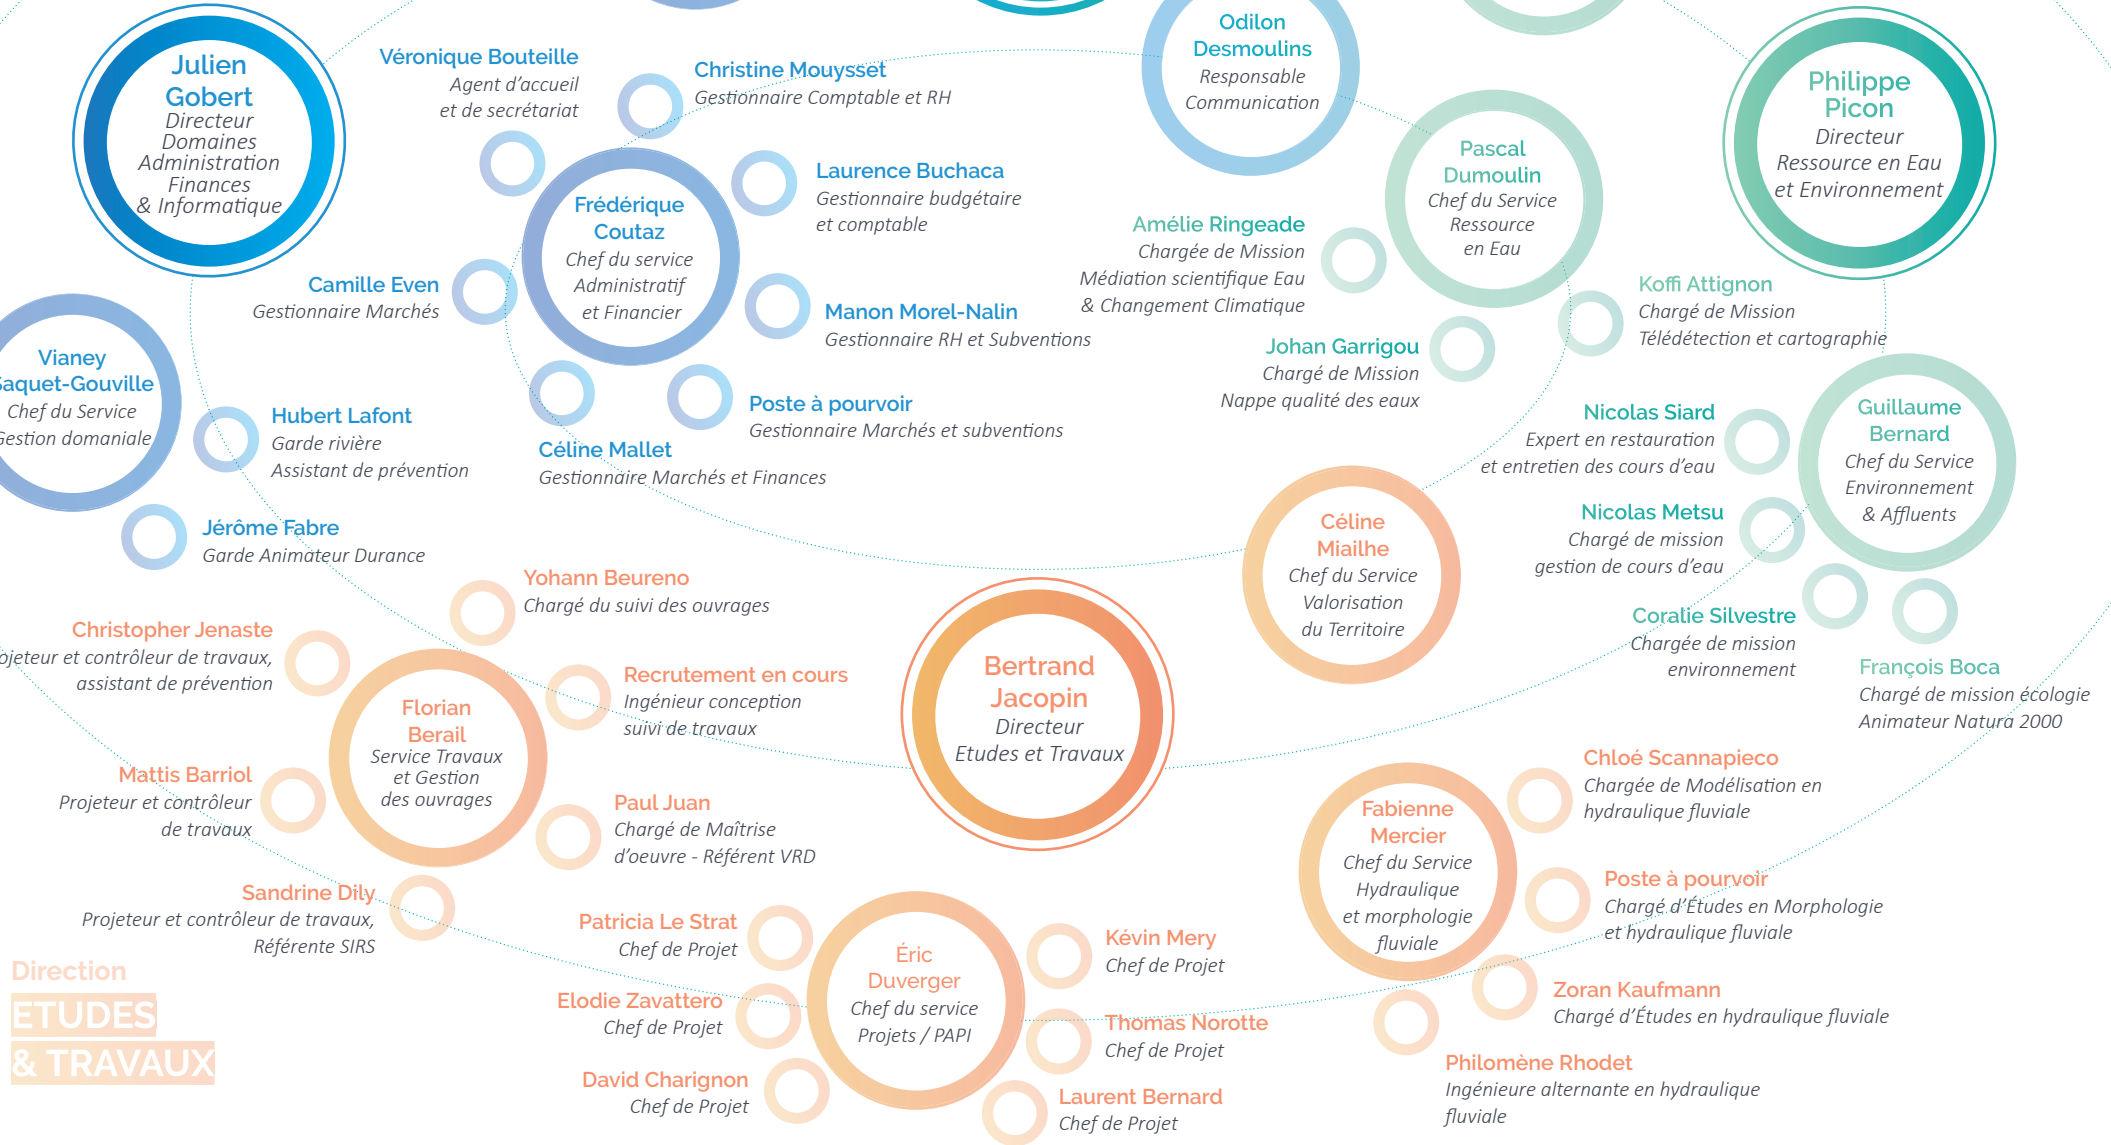 Julien
Gobert
Directeur
Domaines
Administration
Finances
& Informatique
Véronique Bouteille
Agent d’accueil
et de secrétariat
Christine Mouysset
Gestionnaire Comptable et RH
Odilon
Desmoulins
Responsable
Communication
Philippe
Picon
Directeur
Ressource en Eau
et Environnement
Pascal
Dumoulin
Chef du Service
Ressource
en Eau
Frédérique
Coutaz
Chef du service
Administratif
et Financier
Laurence Buchaca
Gestionnaire budgétaire
et comptable
Amélie Ringeade
Chargée de Mission
Médiation scientifique Eau
& Changement Climatique
Camille Even
Gestionnaire Marchés
Manon Morel-Nalin
Gestionnaire RH et Subventions
Koffi Attignon
Chargé de Mission
Télédétection et cartographie
Johan Garrigou
Chargé de Mission
Nappe qualité des eaux
Vianey
Saquet-Gouville
Chef du Service
Gestion domaniale
Hubert Lafont
Garde rivière
Assistant de prévention
Poste à pourvoir
Gestionnaire Marchés et subventions
Céline Mallet
Gestionnaire Marchés et Finances
Nicolas Siard
Expert en restauration
et entretien des cours d’eau
Guillaume
Bernard
Chef du Service
Environnement
& Affluents
Jérôme Fabre
Garde Animateur Durance
Nicolas Metsu
Chargé de mission
gestion de cours d’eau
Céline
Miailhe
Chef du Service
Valorisation
du Territoire
Coralie Silvestre
Chargée de mission
environnement
François Boca
Chargé de mission écologie
Animateur Natura 2000
Yohann Beureno
Chargé du suivi des ouvrages
Christopher Jenaste
ojeteur et contrôleur de travaux,
assistant de prévention
Recrutement en cours
Ingénieur conception
suivi de travaux
Bertrand
Jacopin
Directeur
Etudes et Travaux
Florian
Berail
Service Travaux
et Gestion
des ouvrages
Mattis Barriol
Projeteur et contrôleur
de travaux
Paul Juan
Chargé de Maîtrise
d’oeuvre - Référent VRD
Chloé Scannapieco
Chargée de Modélisation en
hydraulique fluviale
Fabienne
Mercier
Chef du Service
Hydraulique
et morphologie
fluviale
Sandrine Dily
Projeteur et contrôleur de travaux,
Référente SIRS
Poste à pourvoir
Chargé d’Études en Morphologie
et hydraulique fluviale
Patricia Le Strat
Chef de Projet
Éric
Duverger
Chef du service
Projets / PAPI
Kévin Mery
Chef de Projet
Elodie Zavattero
Chef de Projet
Thomas Norotte
Chef de Projet
Zoran Kaufmann
Chargé d’Études en hydraulique fluviale
David Charignon
Chef de Projet
Laurent Bernard
Chef de Projet
Philomène Rhodet
Ingénieure alternante en hydraulique
fluviale
Direction
ETUDES
& TRAVAUX